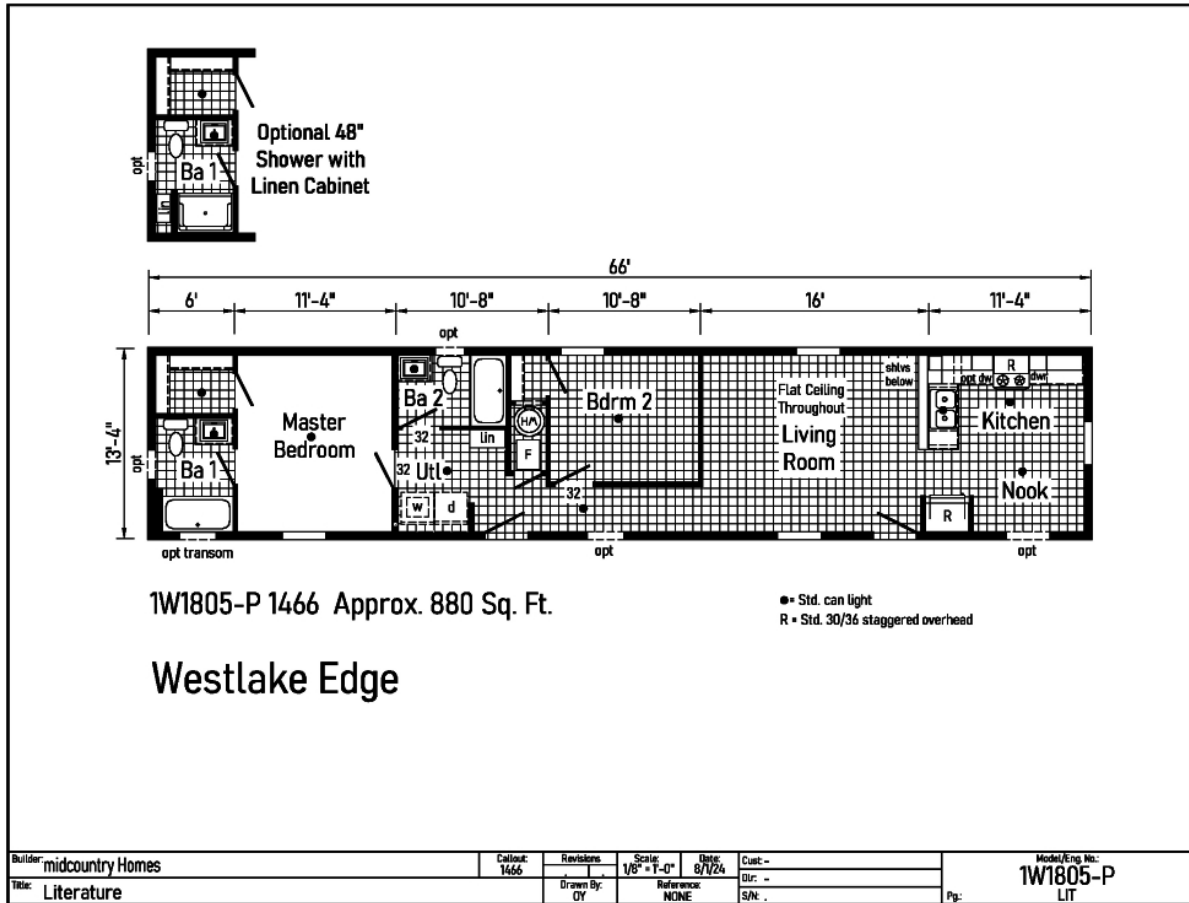 Optional 48"
Shower with
Linen Cabinet
opt
Ba 1
66'
6'
11'-4"
10'-8"
10'-8"
16'
11'-4"
opt
13'-4"
opt
Master
Bedroom
Ba 1
opt transom
Ba 2
32
lin
32
Utl
w
d
F
Bdrm 2
32
opt
Flat Ceiling
Throughout
Living
Room
shlvs
below
opt dw
R
dwr
Kitchen
Nook
R
opt
1W1805-P 1466 Approx. 880 Sq. Ft.
●= Std. can light
R = Std. 30/36 staggered overhead
Westlake Edge
Builder: midcountry Homes
Callout: 1466
Revisions
Scale: 1/8" = 1'-0"
Date: 8/1/24
Cust: -
Model/Eng. No.: 1W1805-P
Title: Literature
Drawn By: OY
Reference: NONE
Dlr: -
S/N: .
Pg.: LIT